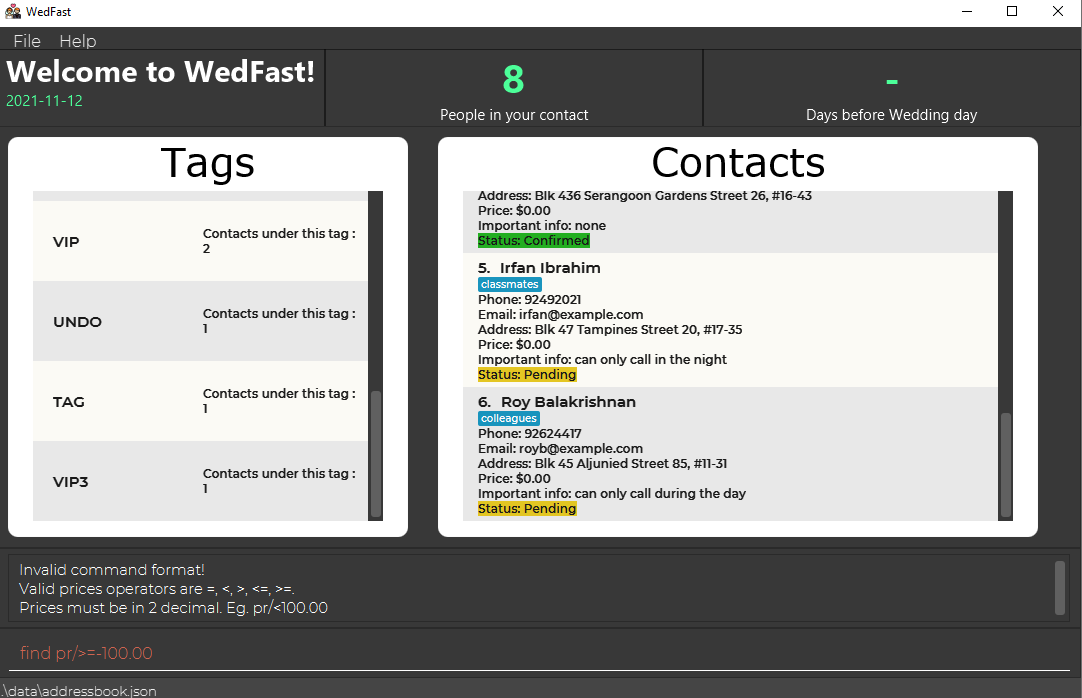 WedFast
File Help
Welcome to WedFast!
2021-11-12
8
People in your contact
-
Days before Wedding day
Tags
VIP
Contacts under this tag :
2
UNDO
Contacts under this tag :
1
TAG
Contacts under this tag :
1
VIP3
Contacts under this tag :
1
Contacts
Address: Blk 436 Serangoon Gardens Street 26, #16-43
Price: $0.00
Important info: none
Status: Confirmed
5. Irfan Ibrahim
classmates
Phone: 92492021
Email: irfan@example.com
Address: Blk 47 Tampines Street 20, #17-35
Price: $0.00
Important info: can only call in the night
Status: Pending
6. Roy Balakrishnan
colleagues
Phone: 92624417
Email: royb@example.com
Address: Blk 45 Aljunied Street 85, #11-31
Price: $0.00
Important info: can only call during the day
Status: Pending
Invalid command format!
Valid prices operators are =, <, >, <=, >=.
Prices must be in 2 decimal. Eg. pr/<100.00
find pr/>=-100.00
.\data\addressbook.json